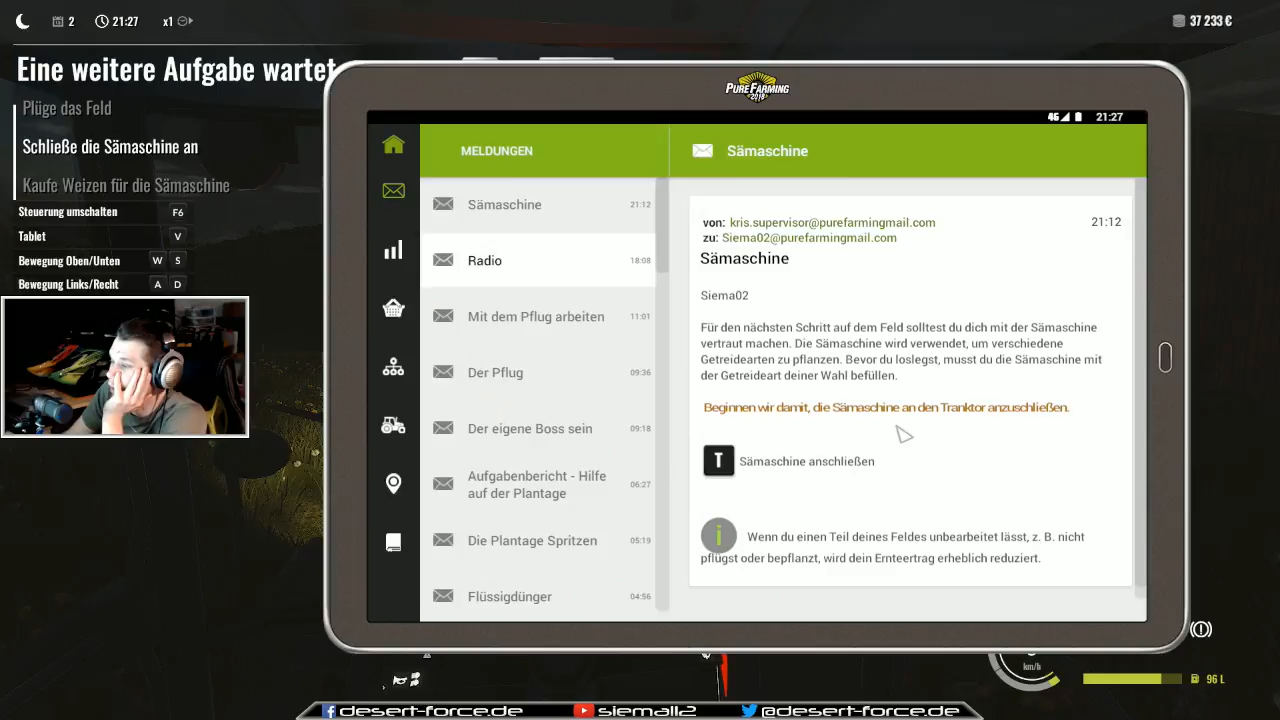 2
21:27
x1
37 233 €
Eine weitere Aufgabe wartet
Plüge das Feld
Schließe die Sämaschine an
Kaufe Weizen für die Sämaschine
Steuerung umschalten F6
Tablet V
Bewegung Oben/Unten W S
Bewegung Links/Recht A D
PURE FARMING
2018
4G 21:27
MELDUNGEN
Sämaschine 21:12
Radio 18:08
Mit dem Pflug arbeiten 11:01
Der Pflug 09:36
Der eigene Boss sein 09:18
Aufgabenbericht - Hilfe
auf der Plantage 06:27
Die Plantage Spritzen 05:19
Flüssigdünger 04:56
Sämaschine
von: kris.supervisor@purefarmingmail.com 21:12
zu: Siema02@purefarmingmail.com
Sämaschine
Siema02
Für den nächsten Schritt auf dem Feld solltest du dich mit der Sämaschine
vertraut machen. Die Sämaschine wird verwendet, um verschiedene
Getreidearten zu pflanzen. Bevor du loslegst, musst du die Sämaschine mit
der Getreideart deiner Wahl befüllen.
Beginnen wir damit, die Sämaschine an den Tranktor anzuschließen.
T Sämaschine anschließen
i Wenn du einen Teil deines Feldes unbearbeitet lässt, z. B. nicht
pflügst oder bepflanzt, wird dein Ernteertrag erheblich reduziert.
km/h
96 L
desert-force.de
siemall2
@desert-force.de